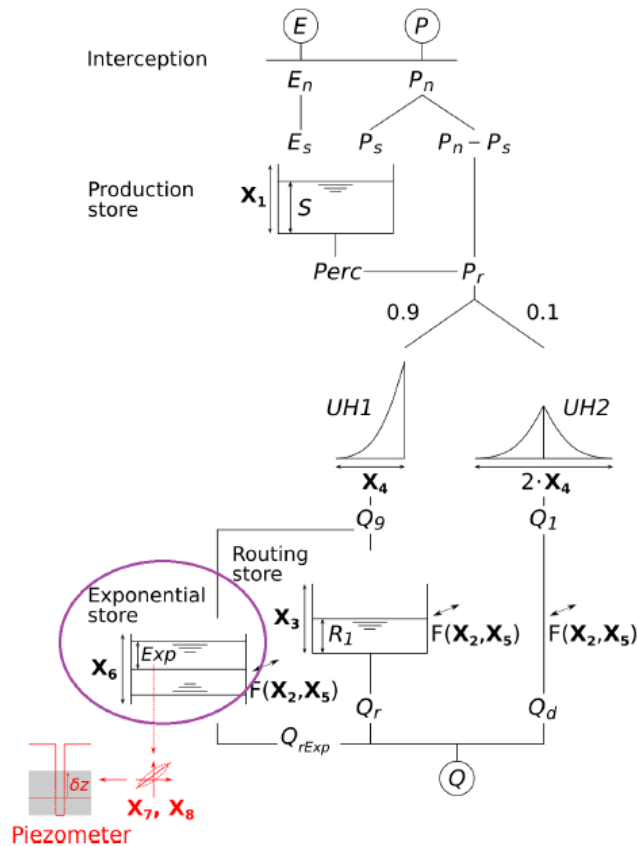 E P
Interception
Eₙ Pₙ
Eₛ Pₛ Pₙ – Pₛ
Production
store
X₁ S
Perc Pᵣ
0.9 0.1
UH1 UH2
X₄ 2·X₄
Q₉ Q₁
Routing
store
Exponential
store
X₃ R₁ F(X₂,X₅) F(X₂,X₅)
X₆ Exp F(X₂,X₅)
Qᵣ Q_d
Q_rExp
Q
δz
X₇, X₈
Piezometer